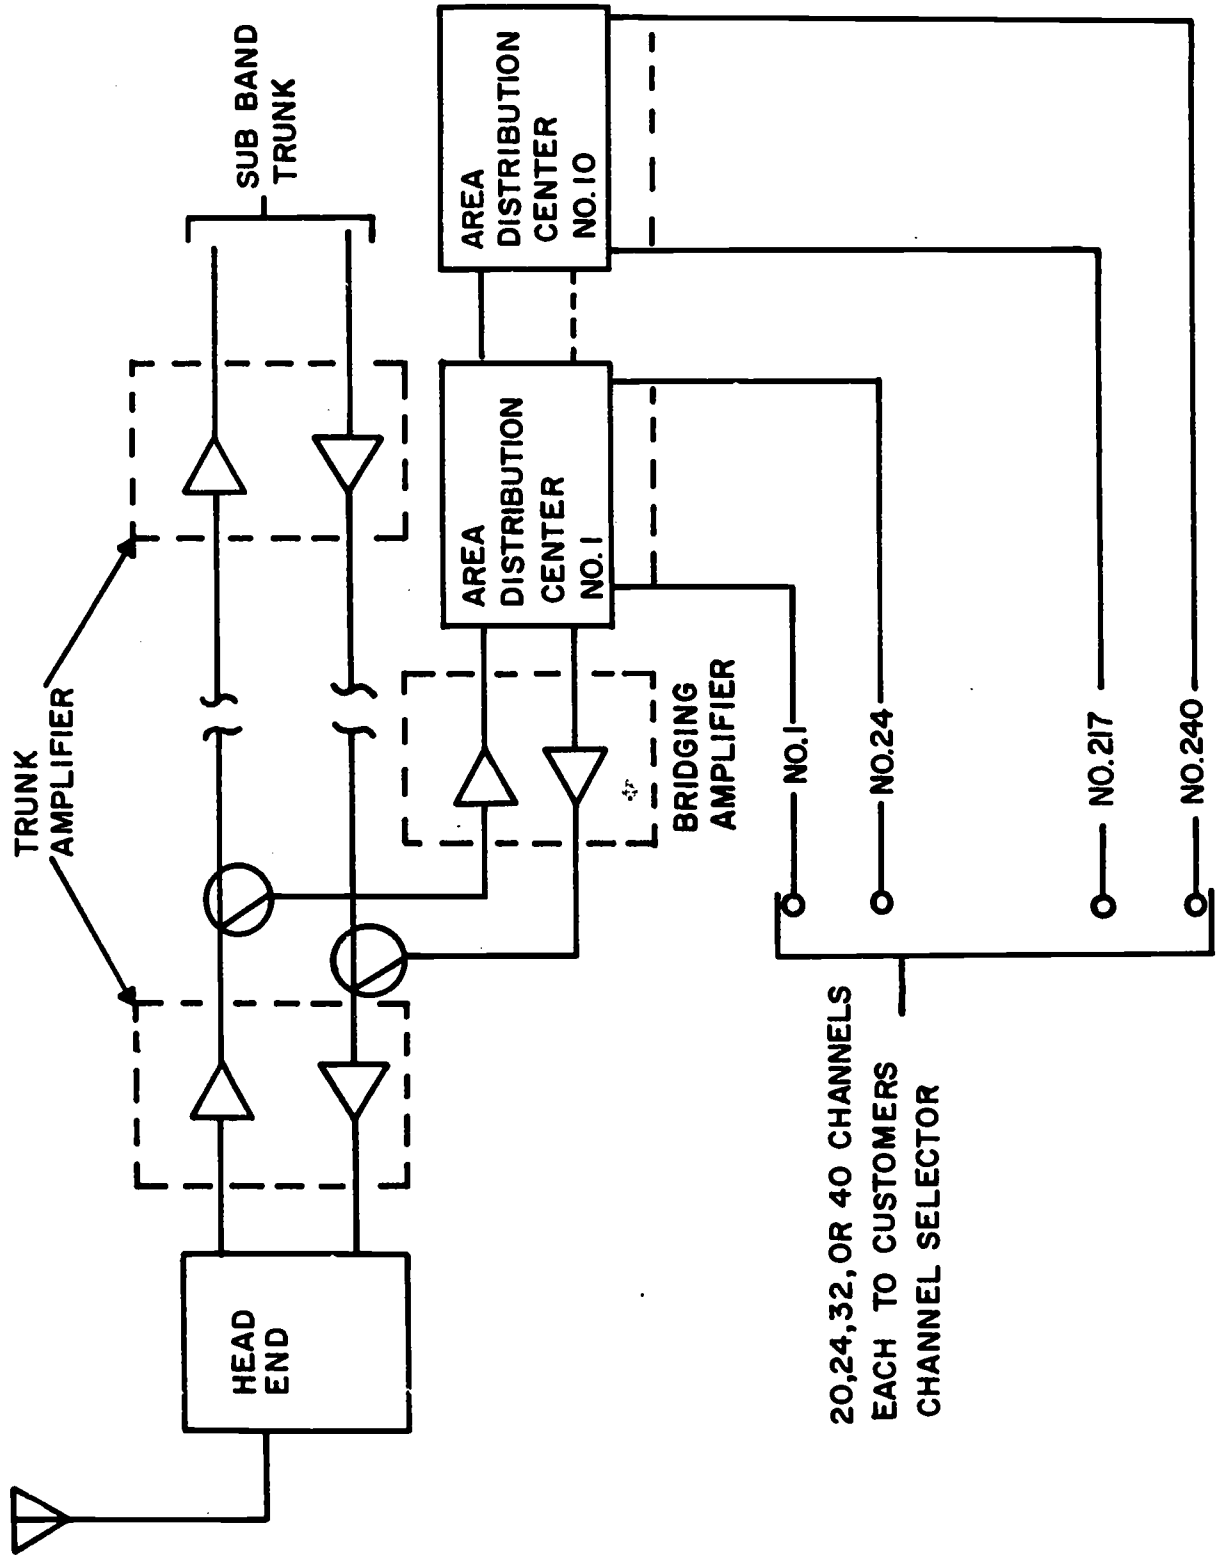 TRUNK
AMPLIFIER
SUB BAND
TRUNK
HEAD
END
AREA
DISTRIBUTION
CENTER
NO. 1
AREA
DISTRIBUTION
CENTER
NO. 10
BRIDGING
AMPLIFIER
NO. 1
NO. 24
NO. 217
NO. 240
20, 24, 32, OR 40 CHANNELS
EACH TO CUSTOMERS
CHANNEL SELECTOR